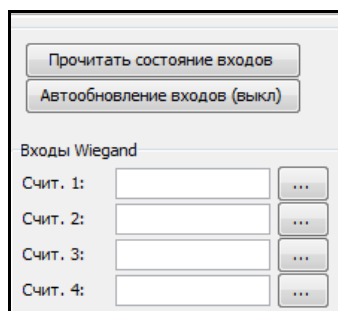 Прочитать состояние входов
Автообновление входов (выкл)
Входы Wiegand
Счит. 1: ...
Счит. 2: ...
Счит. 3: ...
Счит. 4: ...